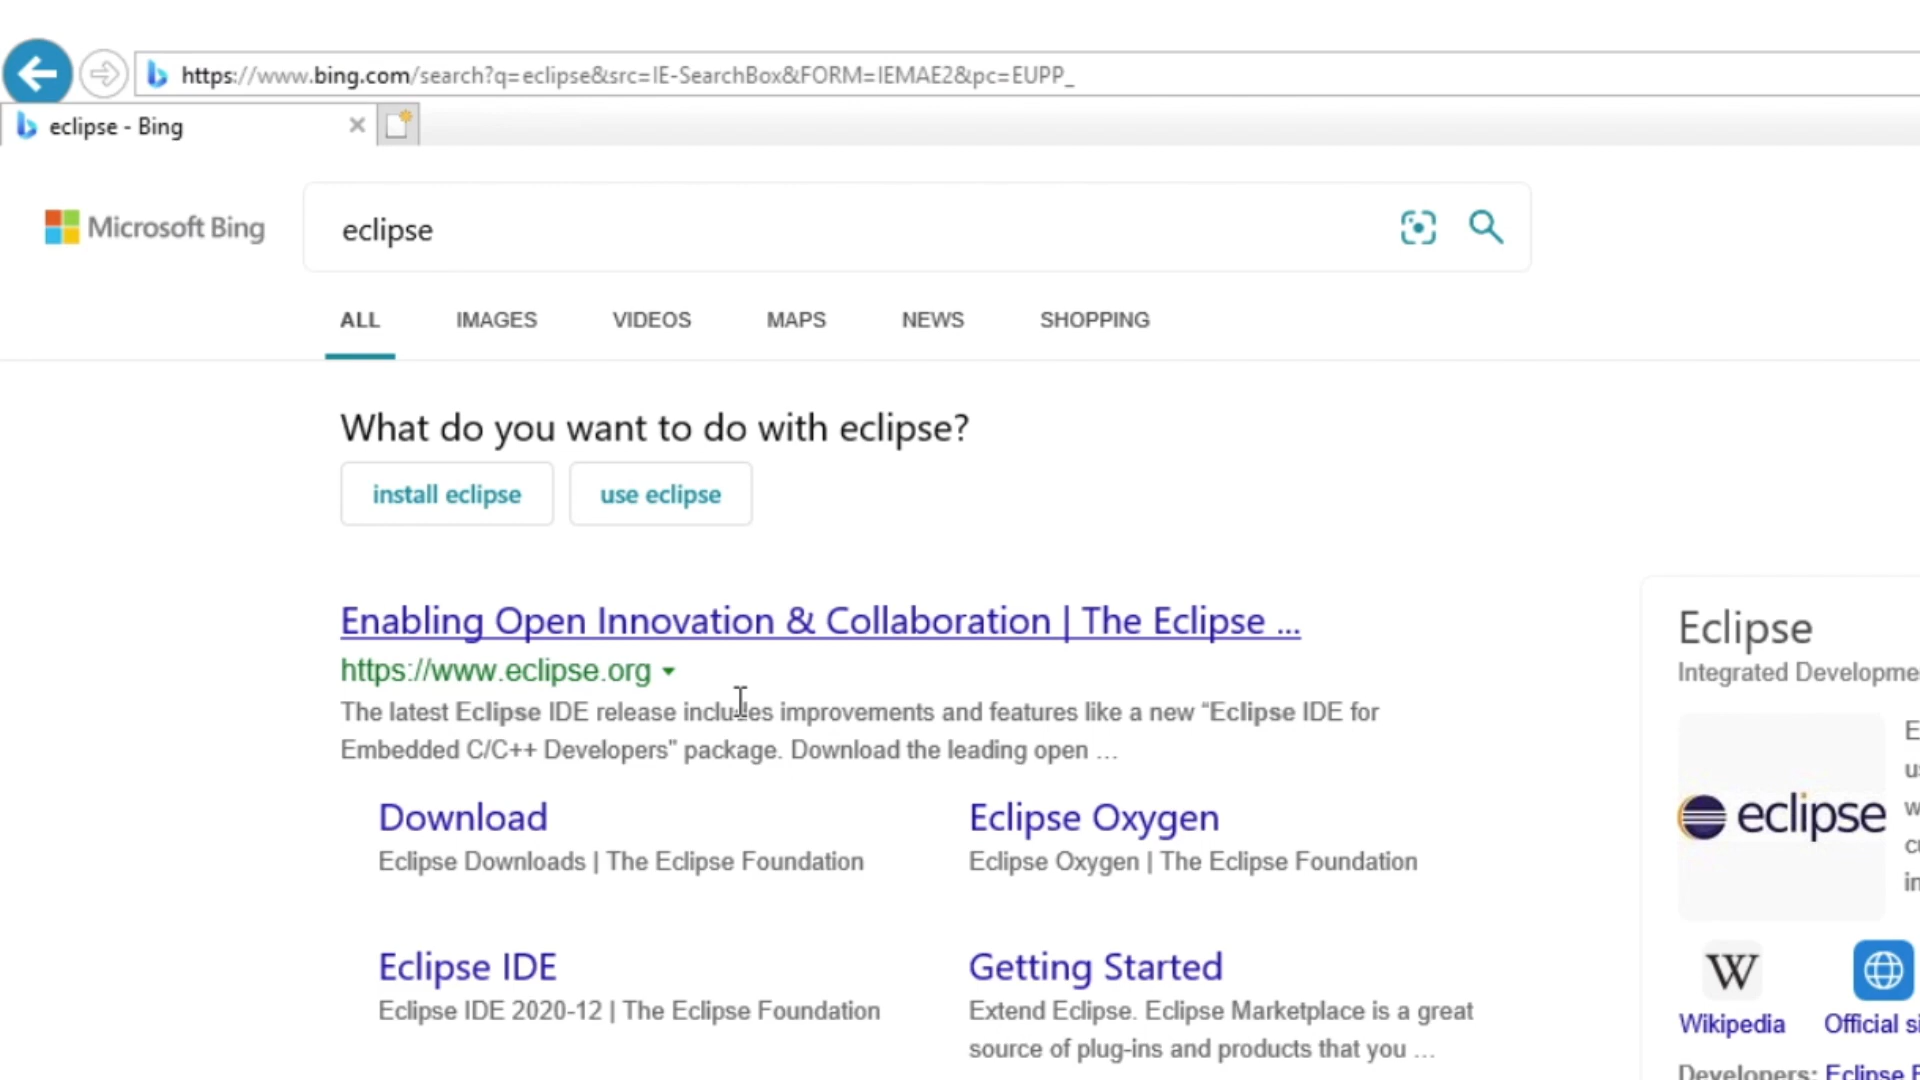 https://www.bing.com/search?q=eclipse&src=IE-SearchBox&FORM=IEMAE2&pc=EUPP_
eclipse - Bing
Microsoft Bing
eclipse
ALL IMAGES VIDEOS MAPS NEWS SHOPPING
What do you want to do with eclipse?
install eclipse use eclipse
Enabling Open Innovation & Collaboration | The Eclipse ...
https://www.eclipse.org
The latest Eclipse IDE release includes improvements and features like a new “Eclipse IDE for
Embedded C/C++ Developers" package. Download the leading open ...
Download
Eclipse Downloads | The Eclipse Foundation
Eclipse Oxygen
Eclipse Oxygen | The Eclipse Foundation
Eclipse IDE
Eclipse IDE 2020-12 | The Eclipse Foundation
Getting Started
Extend Eclipse. Eclipse Marketplace is a great
source of plug-ins and products that you ...
Eclipse
Integrated Developme
eclipse
W
Wikipedia
Official si
Developers: Eclipse F